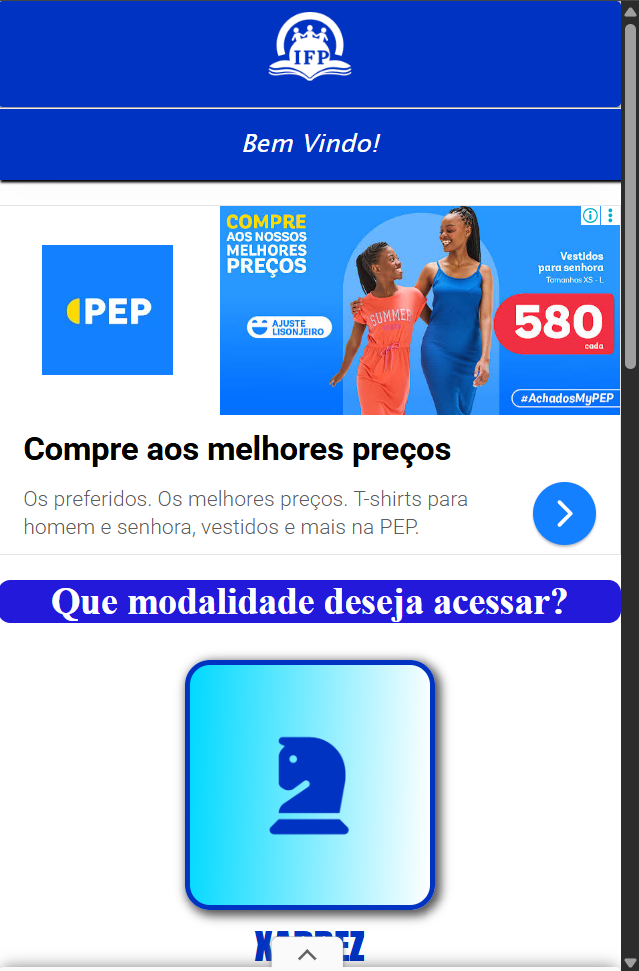 IFP
Bem Vindo!
COMPRE
AOS NOSSOS
MELHORES
PREÇOS
AJUSTE
LISONJEIRO
SUMMER
Vestidos
para senhora
Tamanhos XS - L
580
cada
#AchadosMyPEP
PEP
Compre aos melhores preços
Os preferidos. Os melhores preços. T-shirts para
homem e senhora, vestidos e mais na PEP.
Que modalidade deseja acessar?